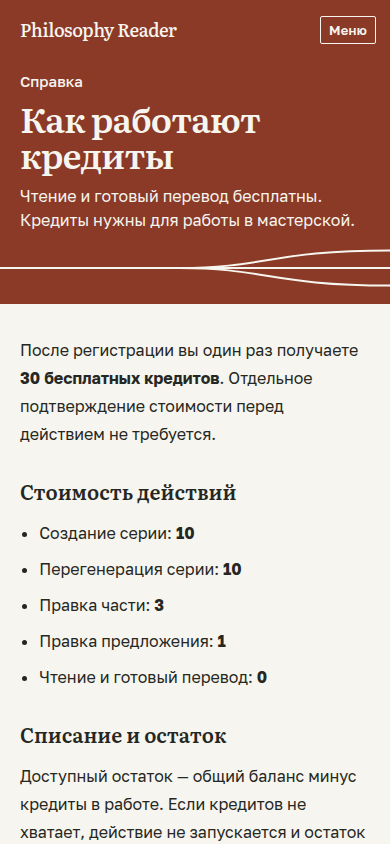 Philosophy Reader
Меню
Справка
Как работают
кредиты
Чтение и готовый перевод бесплатны.
Кредиты нужны для работы в мастерской.
После регистрации вы один раз получаете
30 бесплатных кредитов. Отдельное
подтверждение стоимости перед
действием не требуется.
Стоимость действий
• Создание серии: 10
• Перегенерация серии: 10
• Правка части: 3
• Правка предложения: 1
• Чтение и готовый перевод: 0
Списание и остаток
Доступный остаток — общий баланс минус
кредиты в работе. Если кредитов не
хватает, действие не запускается и остаток